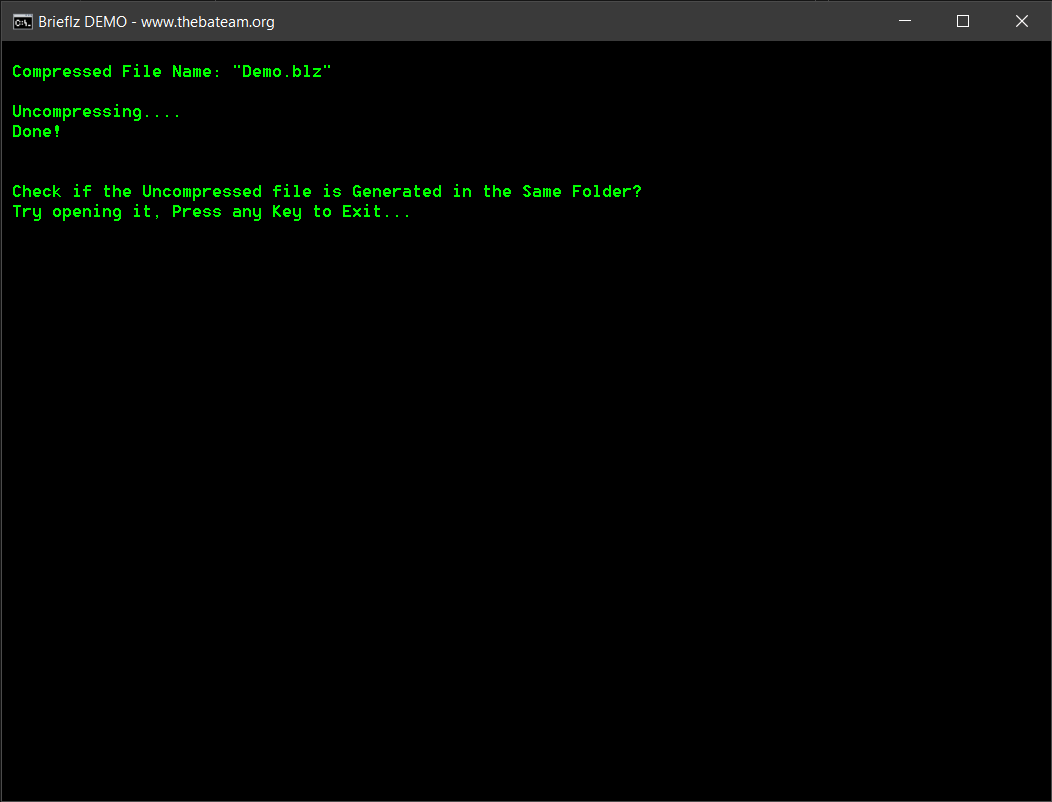 Brieflz DEMO - www.thebateam.org
Compressed File Name: "Demo.blz"
Uncompressing....
Done!
Check if the Uncompressed file is Generated in the Same Folder?
Try opening it, Press any Key to Exit...